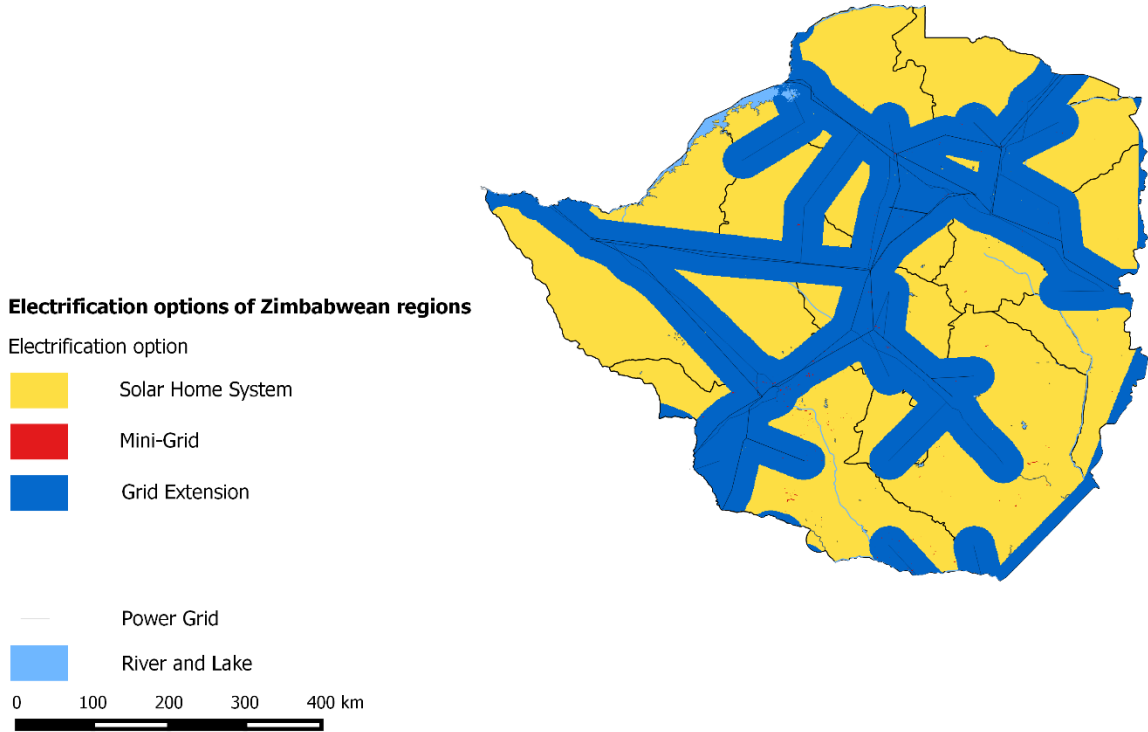 Electrification options of Zimbabwean regions
Electrification option
Solar Home System
Mini-Grid
Grid Extension
Power Grid
River and Lake
0 100 200 300 400 km